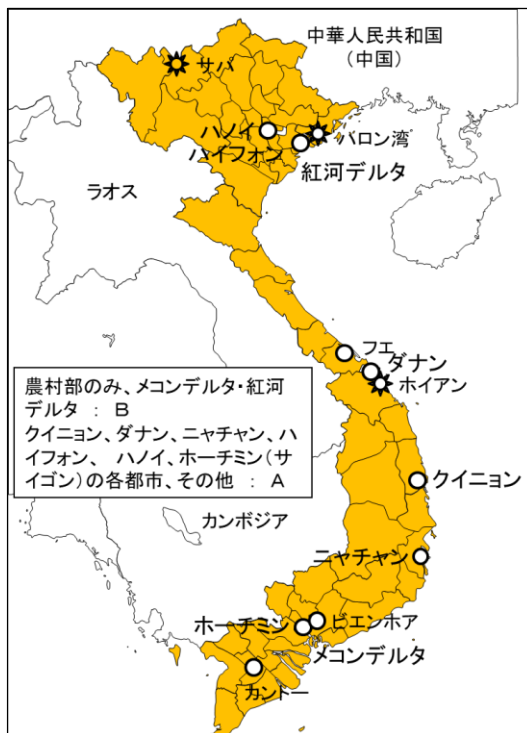 中華人民共和国
（中国）
サパ
ハノイ
バロン湾
ハイフォン
紅河デルタ
ラオス
フエ
ダナン
ホイアン
農村部のみ、メコンデルタ・紅河
デルタ ： B
クイニョン、ダナン、ニャチャン、ハ
イフォン、 ハノイ、ホーチミン（サ
イゴン）の各都市、その他 ： A
クイニョン
カンボジア
ニャチャン
ホーチミン
ビエンホア
メコンデルタ
カントー